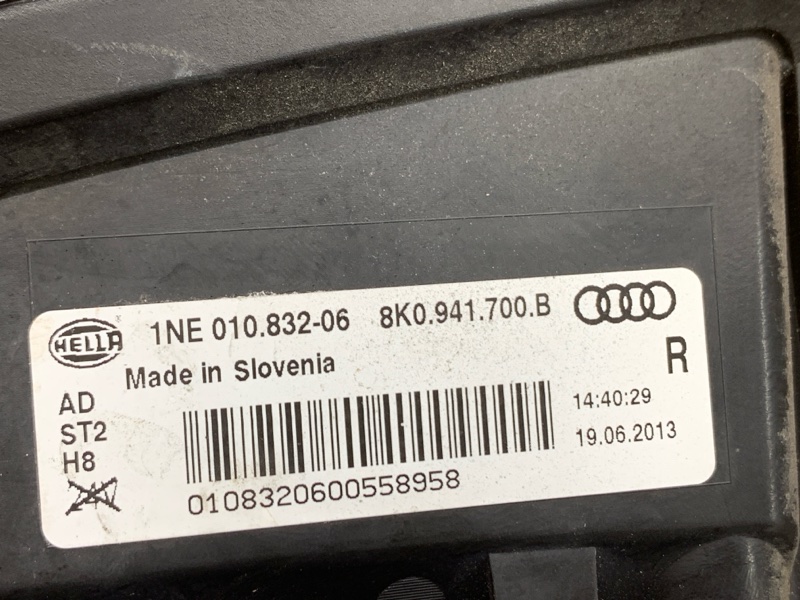 HELLA 1NE 010.832-06 8K0.941.700.B
Made in Slovenia R
AD
ST2
H8
14:40:29
19.06.2013
0108320600558958